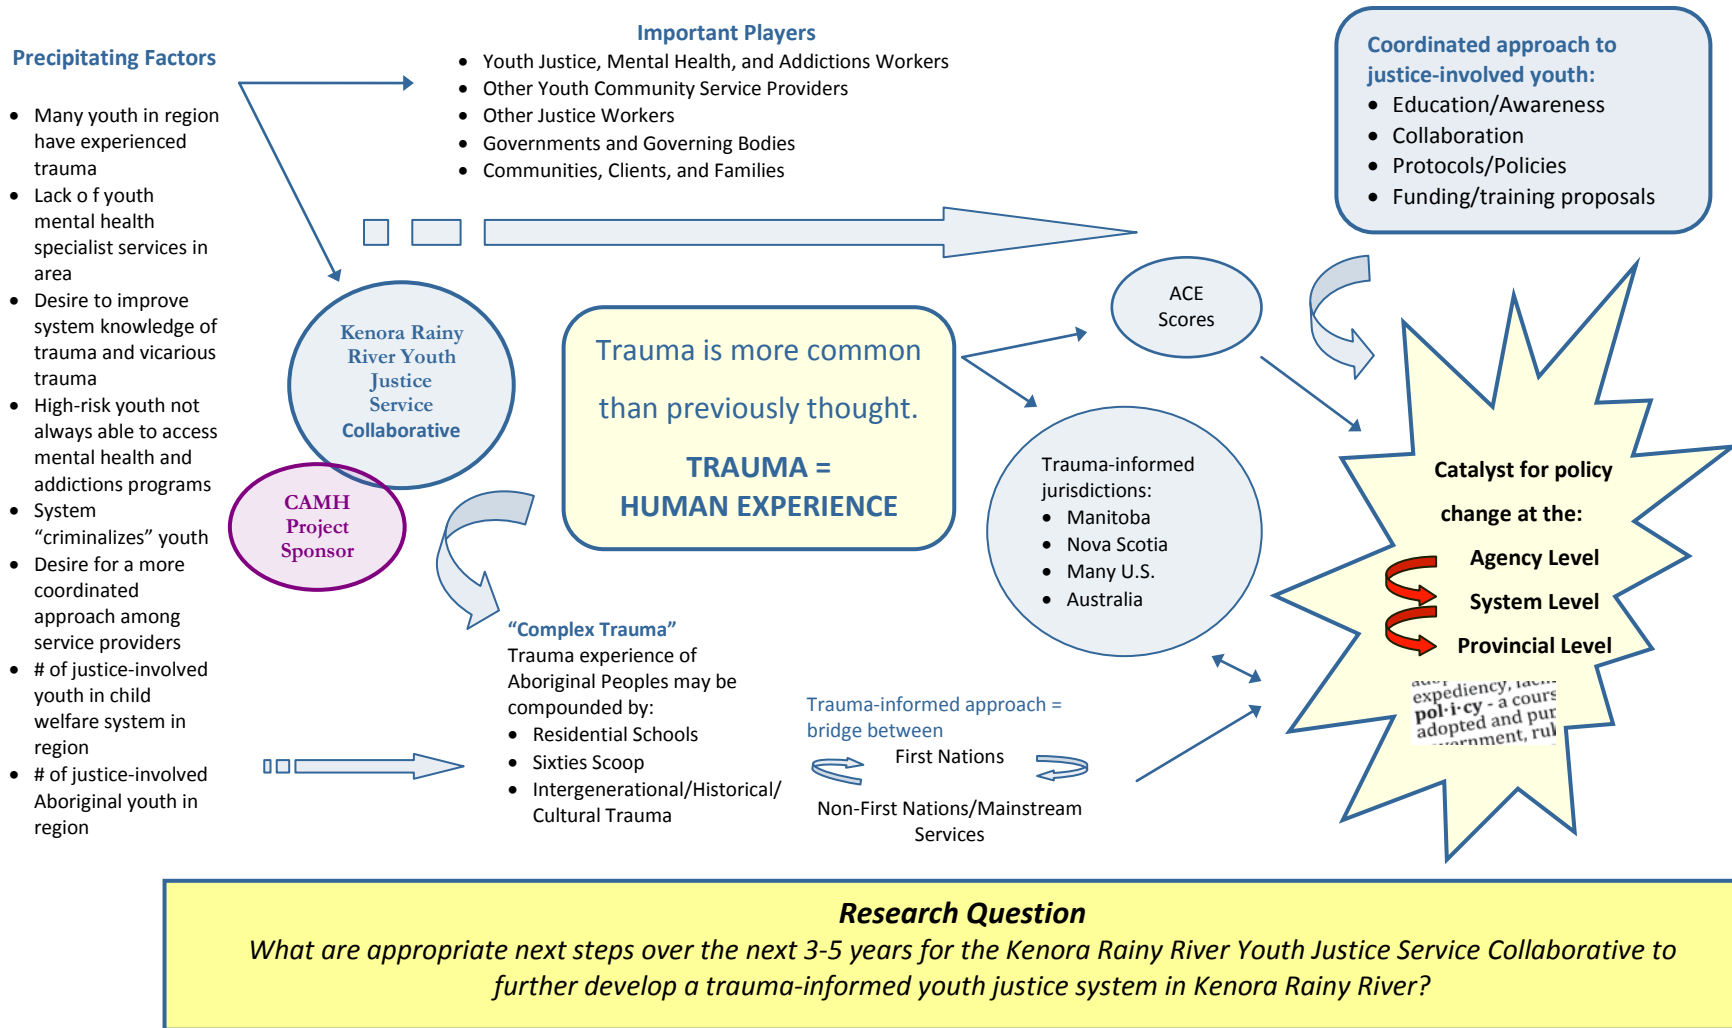 Precipitating Factors
• Many youth in region
have experienced
trauma
• Lack o f youth
mental health
specialist services in
area
• Desire to improve
system knowledge of
trauma and vicarious
trauma
• High-risk youth not
always able to access
mental health and
addictions programs
• System
“criminalizes” youth
• Desire for a more
coordinated
approach among
service providers
• # of justice-involved
youth in child
welfare system in
region
• # of justice-involved
Aboriginal youth in
region
Important Players
• Youth Justice, Mental Health, and Addictions Workers
• Other Youth Community Service Providers
• Other Justice Workers
• Governments and Governing Bodies
• Communities, Clients, and Families
Coordinated approach to
justice-involved youth:
• Education/Awareness
• Collaboration
• Protocols/Policies
• Funding/training proposals
Kenora Rainy
River Youth
Justice
Service
Collaborative
CAMH
Project
Sponsor
Trauma is more common
than previously thought.
TRAUMA =
HUMAN EXPERIENCE
ACE
Scores
Trauma-informed
jurisdictions:
• Manitoba
• Nova Scotia
• Many U.S.
• Australia
“Complex Trauma”
Trauma experience of
Aboriginal Peoples may be
compounded by:
• Residential Schools
• Sixties Scoop
• Intergenerational/Historical/
Cultural Trauma
Trauma-informed approach =
bridge between
First Nations
Non-First Nations/Mainstream
Services
Catalyst for policy
change at the:
Agency Level
System Level
Provincial Level
expediency,
pol·i·cy - a cours
adopted and pur
Research Question
What are appropriate next steps over the next 3-5 years for the Kenora Rainy River Youth Justice Service Collaborative to
further develop a trauma-informed youth justice system in Kenora Rainy River?